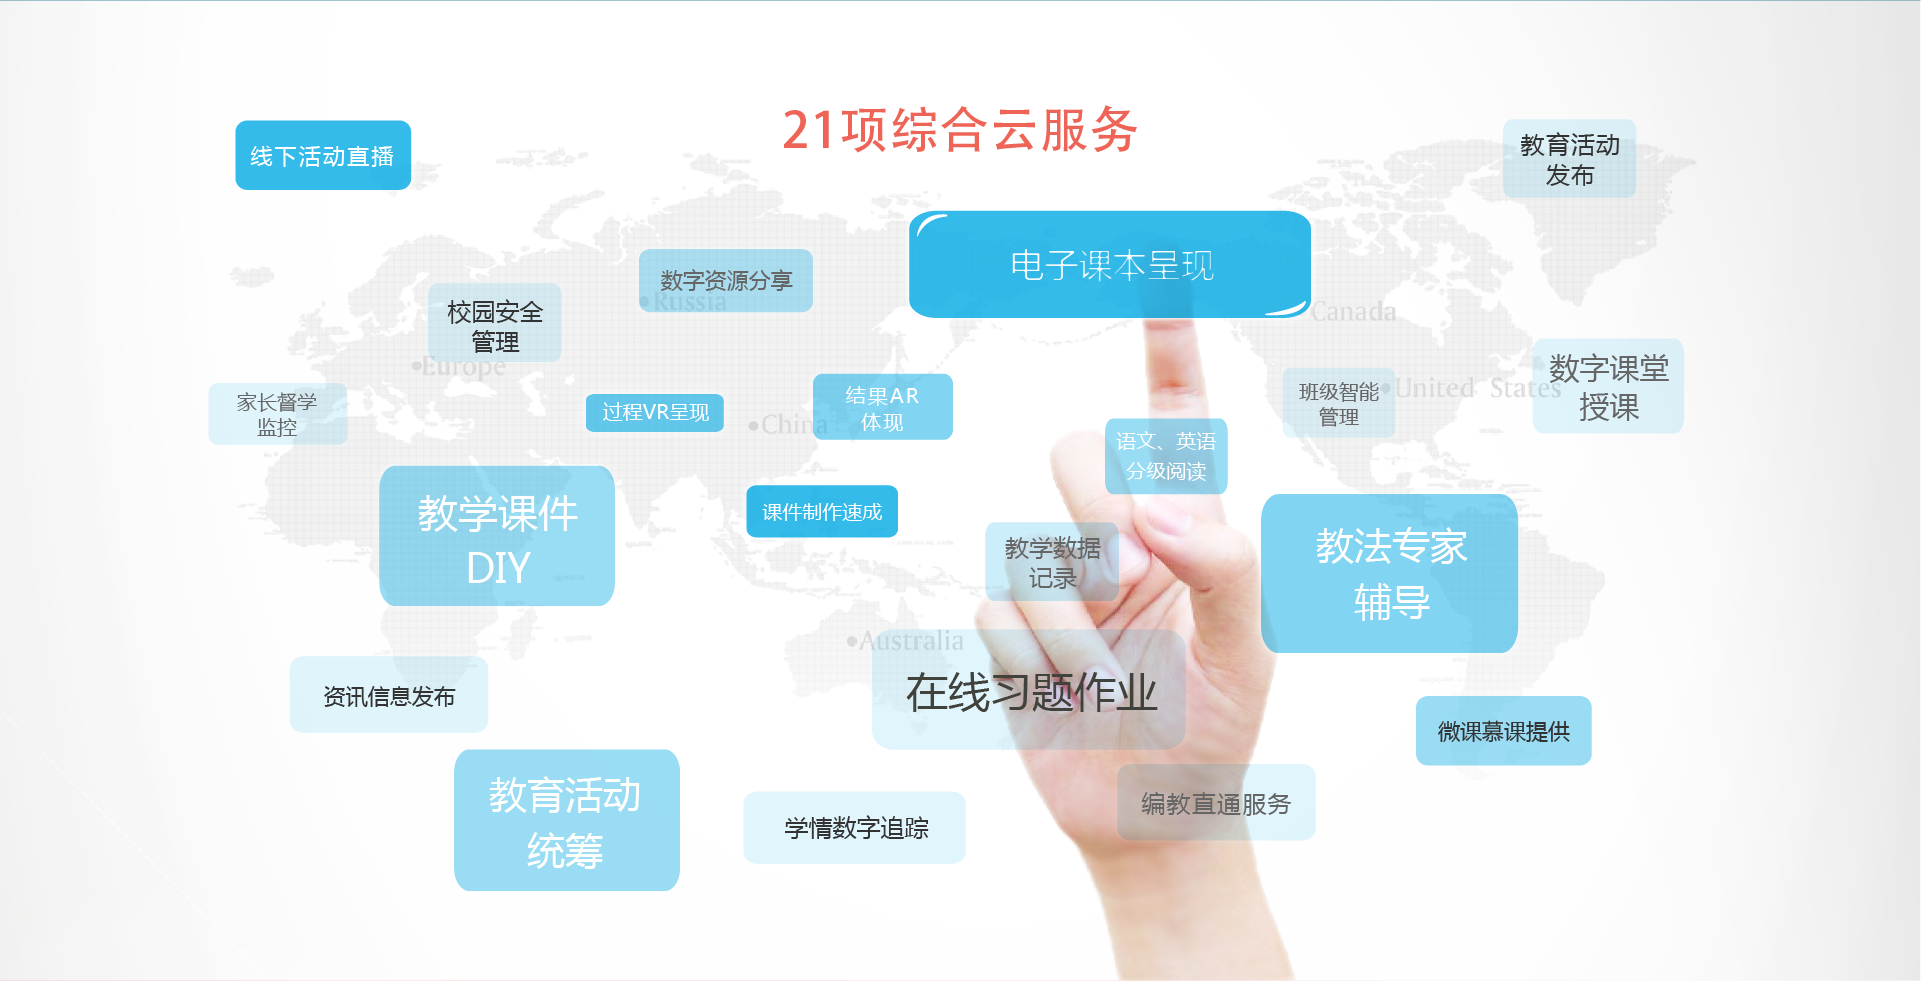 21项综合云服务
线下活动直播
教育活动
发布
电子课本呈现
数字资源分享
Russia
校园安全
管理
Canada
Europe
数字课堂
授课
家长督学
监控
过程VR呈现
结果AR
体现
China
班级智能
管理
United States
语文、英语
分级阅读
教学课件
DIY
课件制作速成
教学数据
记录
教法专家
辅导
Australia
在线习题作业
资讯信息发布
微课慕课提供
教育活动
统筹
学情数字追踪
编教直通服务